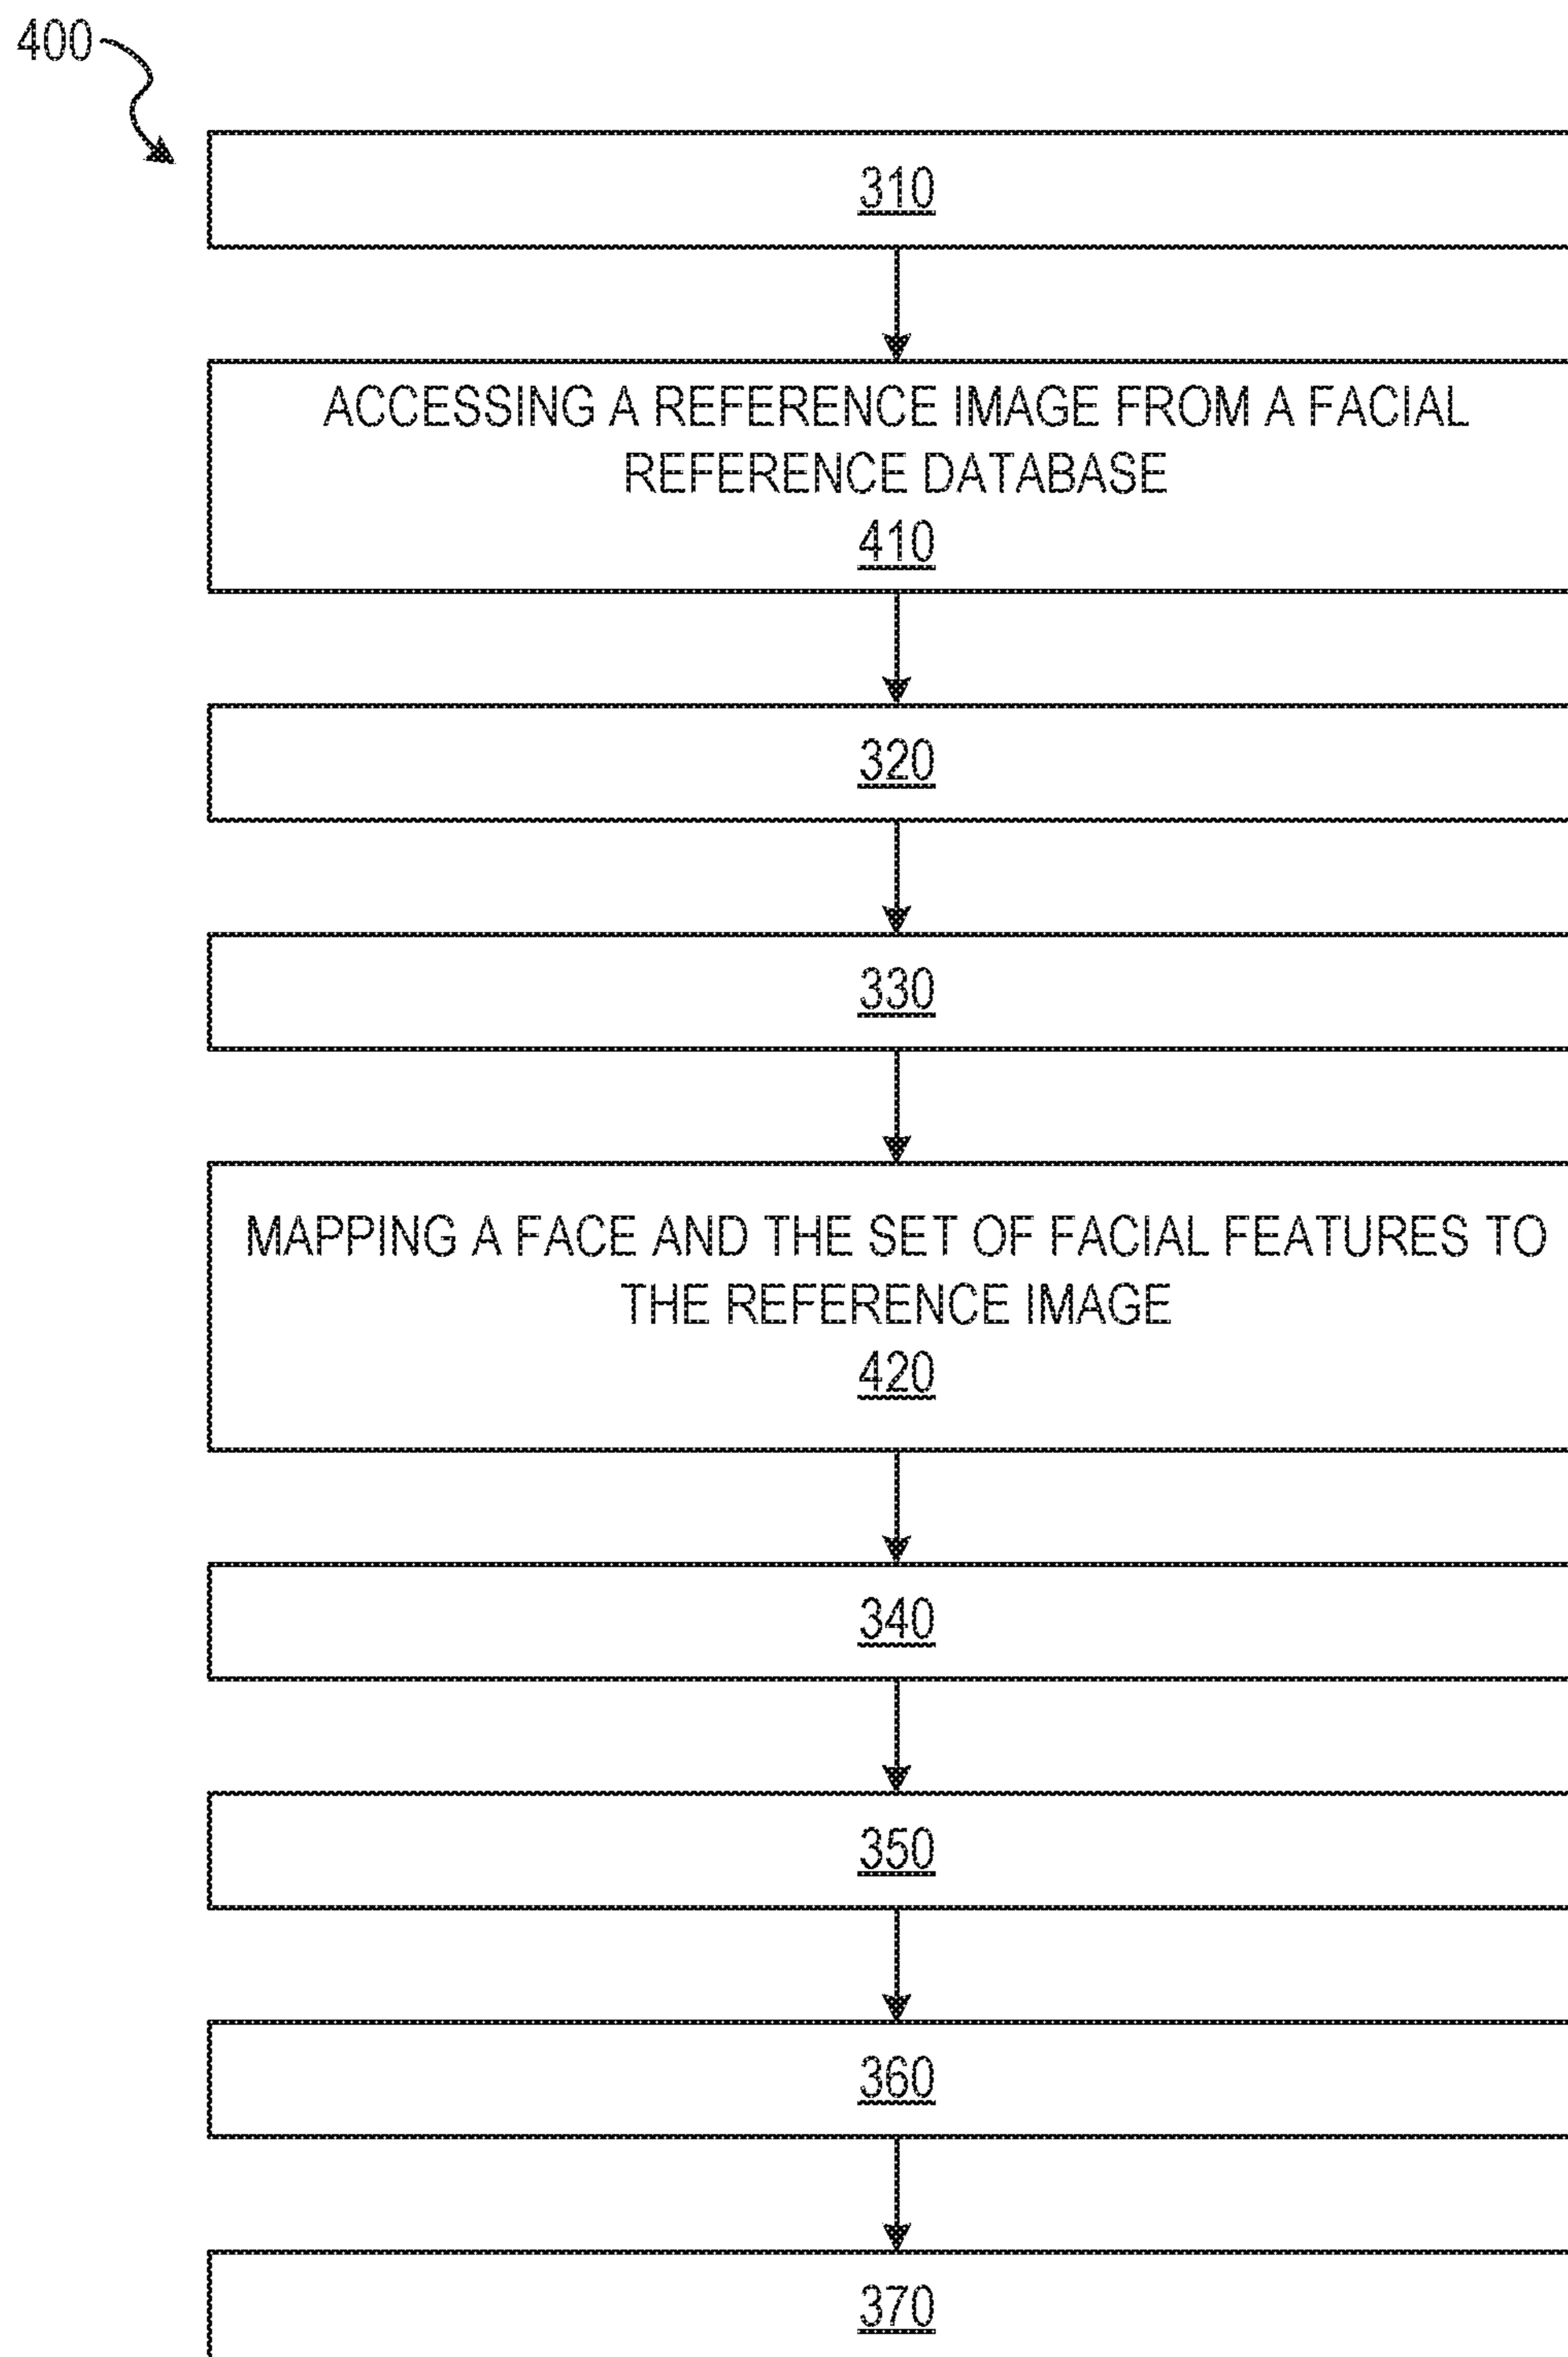 400
310
ACCESSING A REFERENCE IMAGE FROM A FACIAL
REFERENCE DATABASE
410
320
330
MAPPING A FACE AND THE SET OF FACIAL FEATURES TO
THE REFERENCE IMAGE
420
340
350
360
370